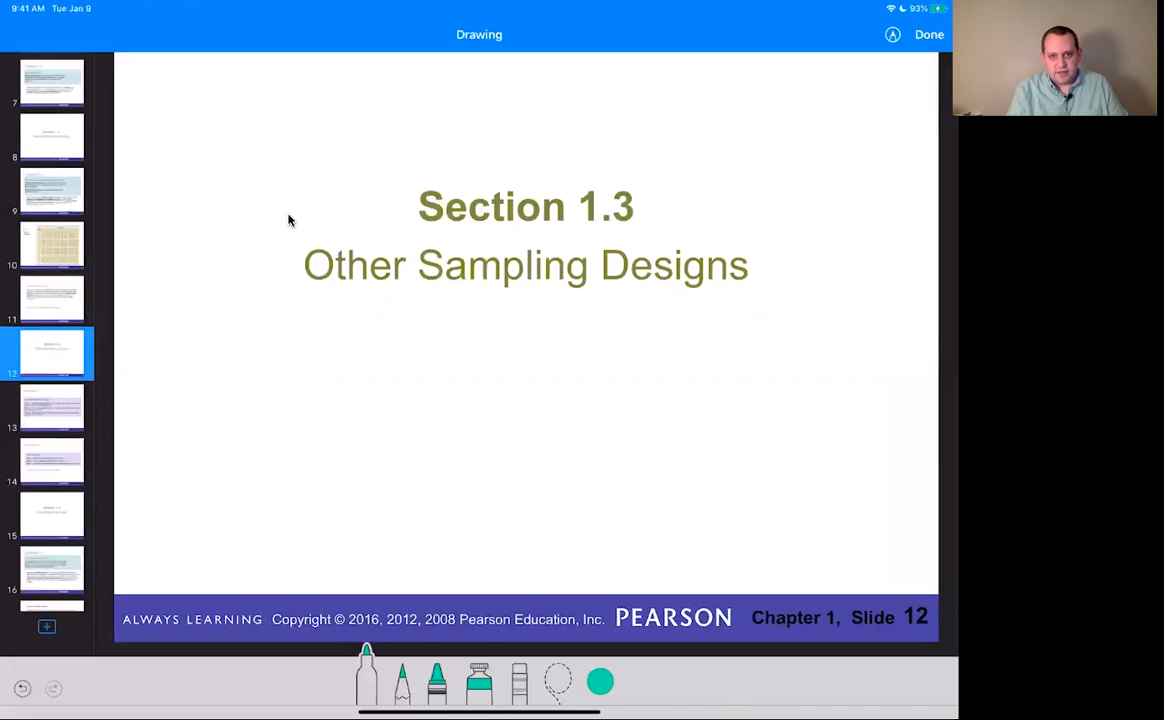 9:41 AM Tue Jan 9
93%
Drawing
Done
Section 1.3
Other Sampling Designs
7
8
9
10
11
12
13
14
15
16
ALWAYS LEARNING Copyright © 2016, 2012, 2008 Pearson Education, Inc. PEARSON Chapter 1, Slide 12